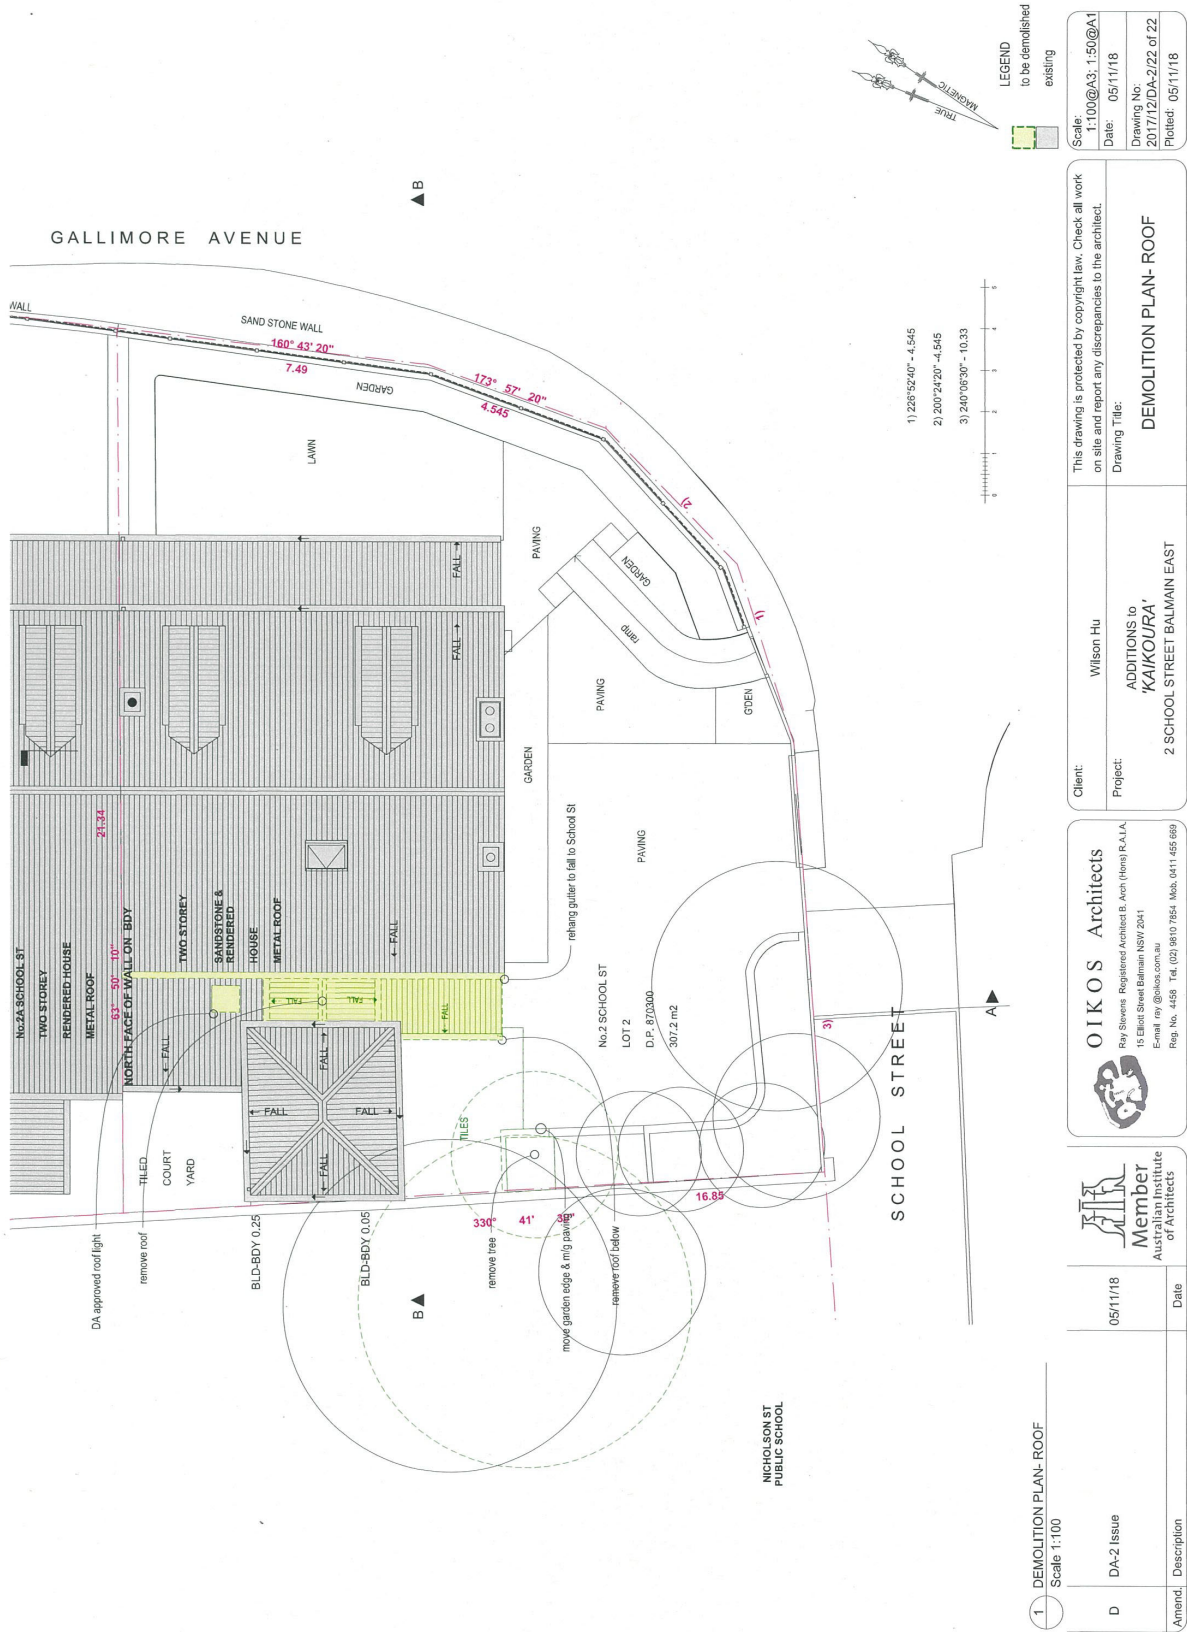 GALLIMORE AVENUE
WALL
SAND STONE WALL
160° 43' 20"
7.49
GARDEN
173° 57' 20"
4.545
LAWN
2)
1)
PAVING
GARDEN
ramp
PAVING
G'DEN
GARDEN
PAVING
FALL
FALL
FALL
21.34
No.2A SCHOOL ST
TWO STOREY
RENDERED HOUSE
METAL ROOF
63° 50' 10"
NORTH FACE OF WALL ON BDY
TWO STOREY
SANDSTONE &
RENDERED
HOUSE
METAL ROOF
rehang gutter to fall to School St
FALL
FALL
FALL
FALL
FALL
FALL
FALL
FALL
TILED
COURT
YARD
TILES
No.2 SCHOOL ST
LOT 2
D.P. 870300
307.2 m2
3)
SCHOOL STREET
16.85
330° 41'
DA approved roof light
remove roof
BLD-BDY 0.25
BLD-BDY 0.05
remove tree
move garden edge & m/g paving
remove roof below
B
B
A
NICHOLSON ST
PUBLIC SCHOOL
1) 226°52'40" - 4.545
2) 200°24'20" -4.545
3) 240°06'30" - 10.33
0 1 2 3 4 5
TRUE
MAGNETIC
LEGEND
to be demolished
existing
1
DEMOLITION PLAN- ROOF
Scale 1:100
D
DA-2 Issue
05/11/18
Amend.
Description
Date
Member
Australian Institute
of Architects
OIKOS Architects
Ray Stevens Registered Architect B. Arch (Hons) R.A.I.A.
15 Elliott Street Balmain NSW 2041
E-mail ray @oikos.com.au
Reg. No. 4458 Tel. (02) 9810 7654 Mob. 0411 455 669
Client:
Wilson Hu
Project:
ADDITIONS to
'KAIKOURA'
2 SCHOOL STREET BALMAIN EAST
This drawing is protected by copyright law. Check all work
on site and report any discrepancies to the architect.
Drawing Title:
DEMOLITION PLAN- ROOF
Scale:
1:100@A3; 1:50@A1
Date: 05/11/18
Drawing No:
2017/12/DA-2/22 of 22
Plotted: 05/11/18